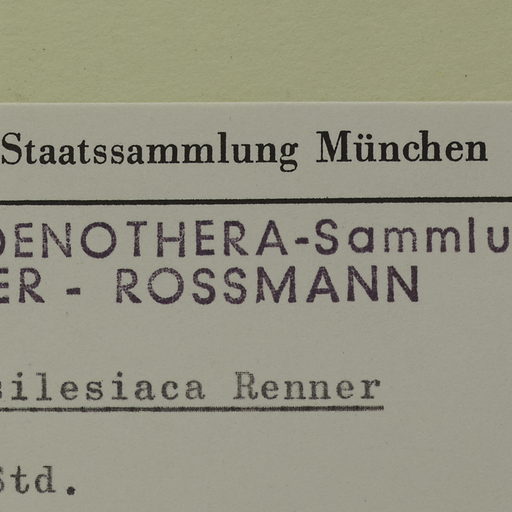 Staatssammlung München
OENOTHERA-Sammlu
ER - ROSSMANN
silesiaca Renner
Std.